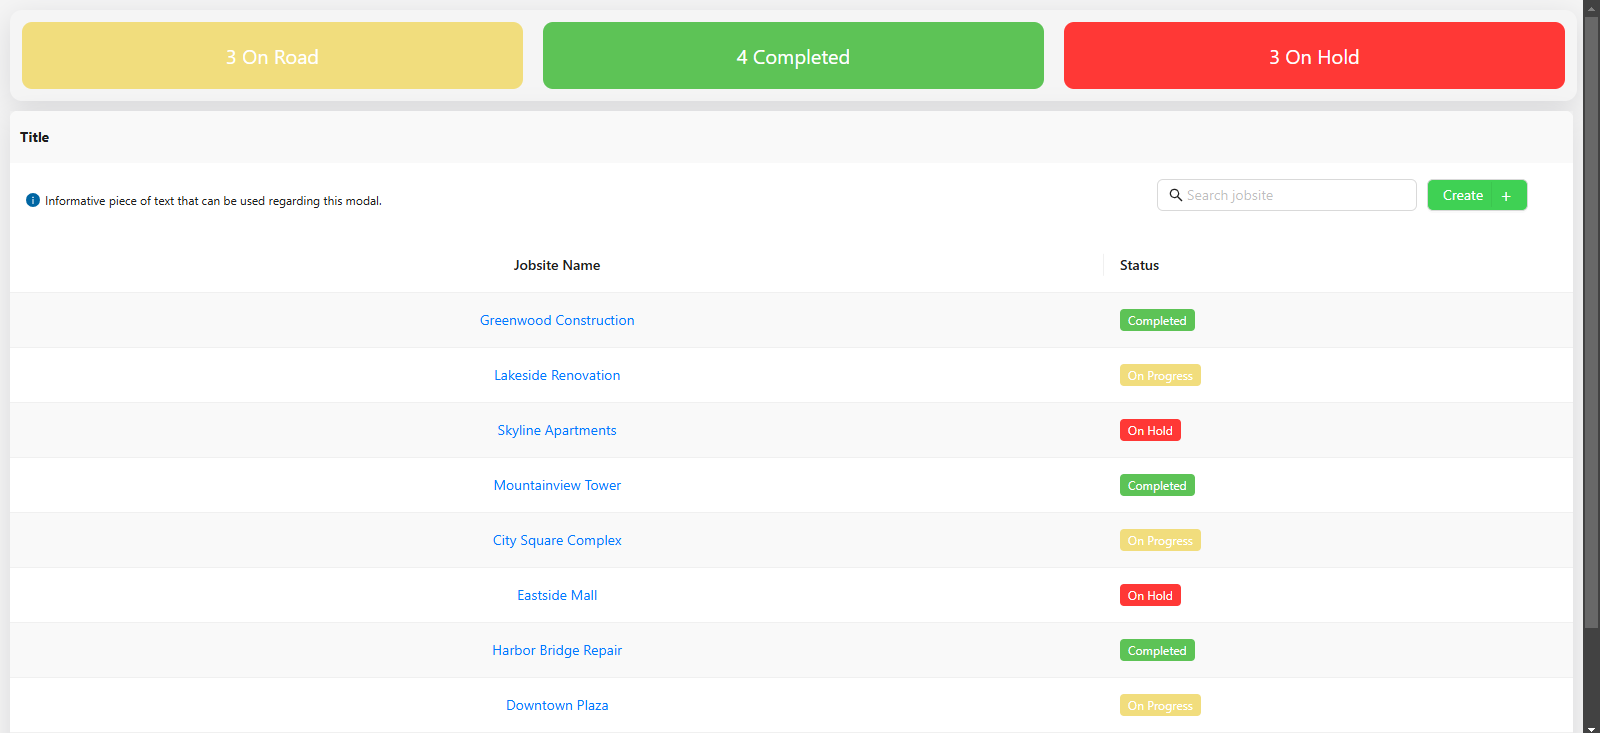 3 On Road
4 Completed
3 On Hold
Title
Informative piece of text that can be used regarding this modal.
Search jobsite
Create +
Jobsite Name Status
Greenwood Construction Completed
Lakeside Renovation On Progress
Skyline Apartments On Hold
Mountainview Tower Completed
City Square Complex On Progress
Eastside Mall On Hold
Harbor Bridge Repair Completed
Downtown Plaza On Progress